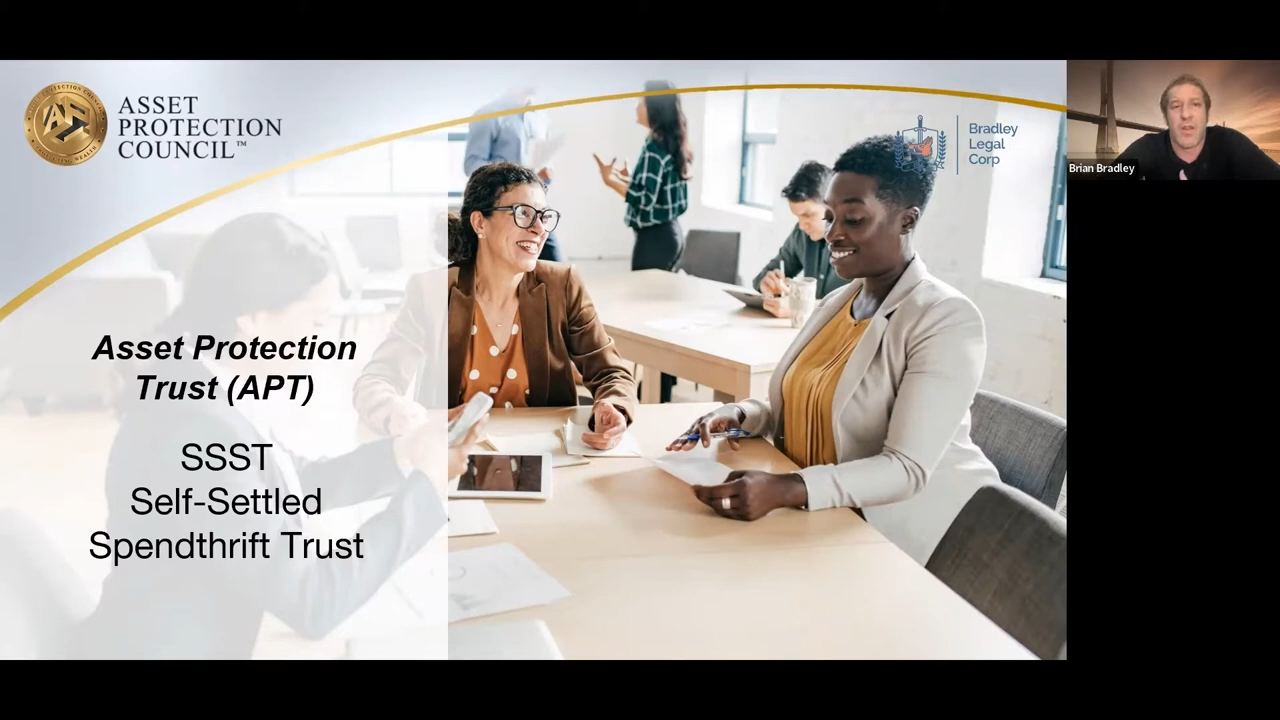 ASSET
PROTECTION
COUNCIL™
Bradley
Legal
Corp
Brian Bradley
Asset Protection
Trust (APT)
SSST
Self-Settled
Spendthrift Trust